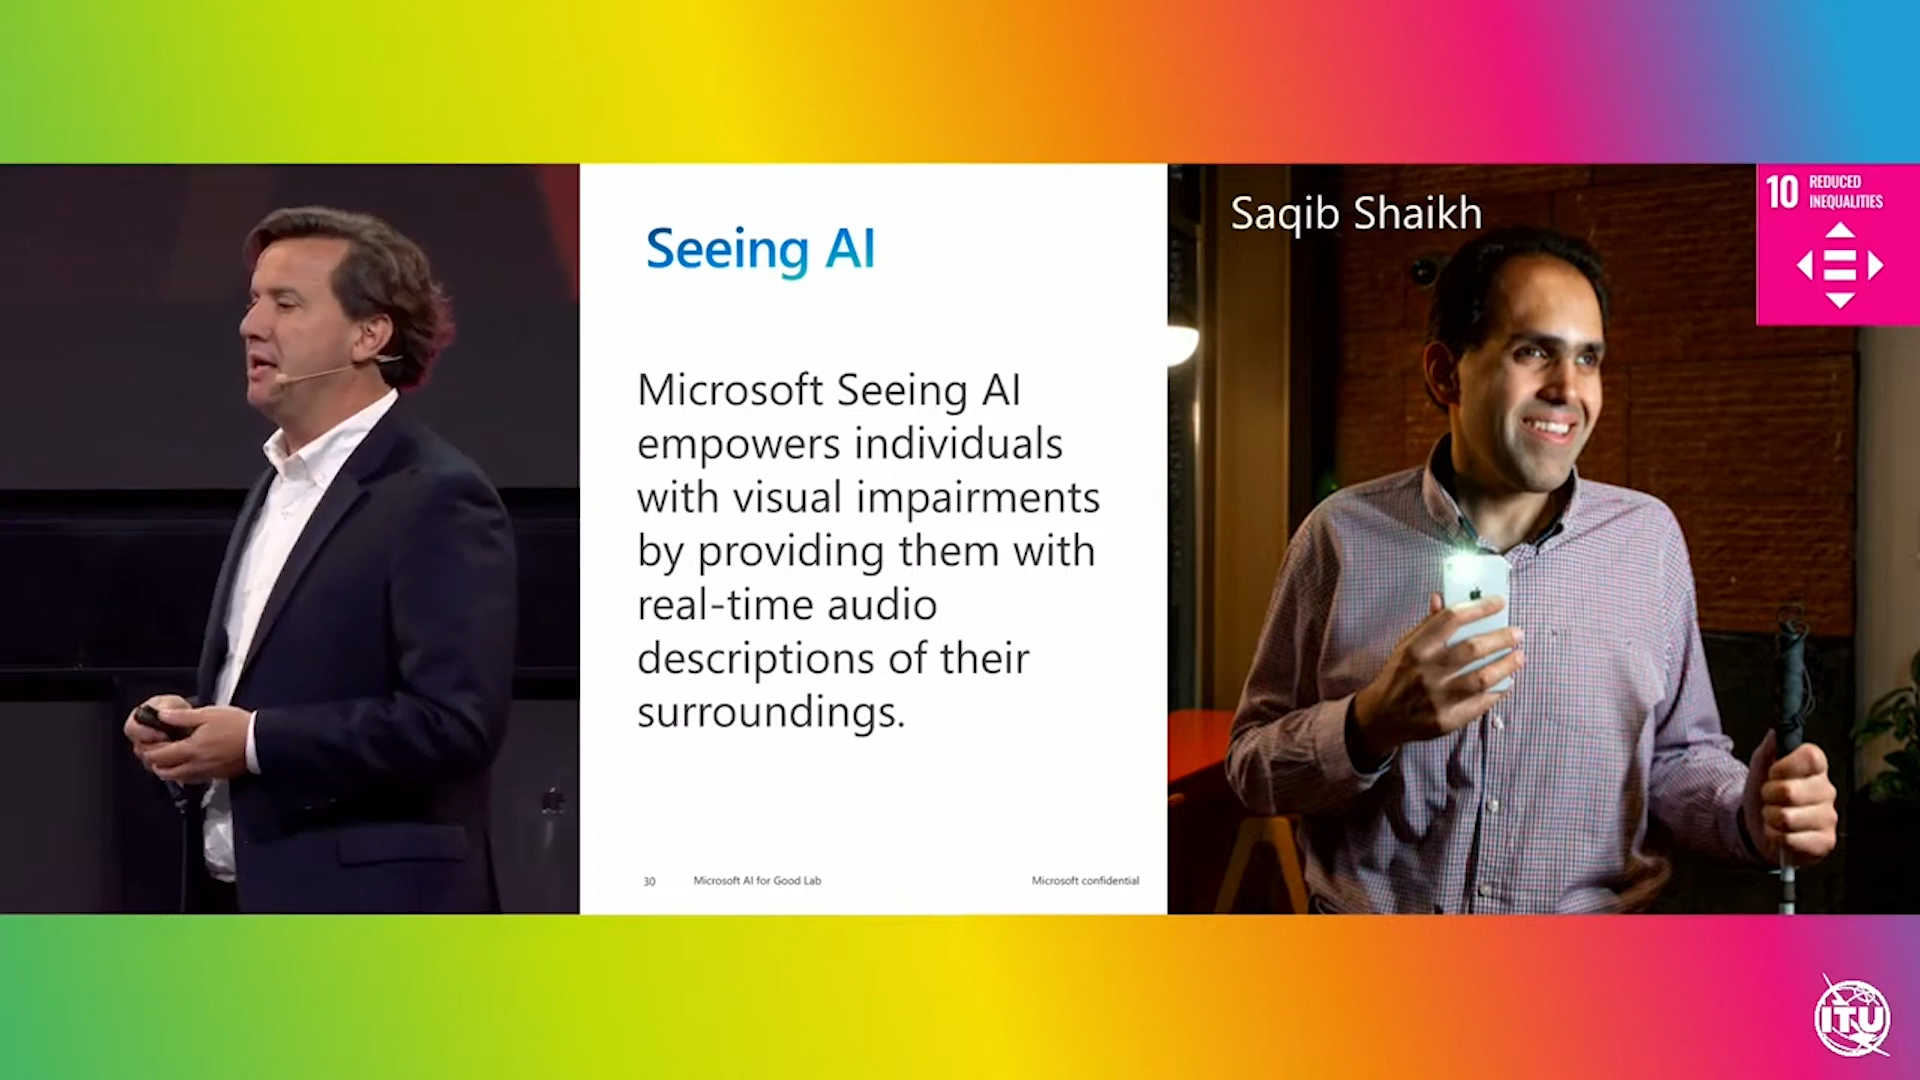 Seeing AI
Microsoft Seeing AI
empowers individuals
with visual impairments
by providing them with
real-time audio
descriptions of their
surroundings.
30 Microsoft AI for Good Lab Microsoft confidential
Saqib Shaikh
10 REDUCED
INEQUALITIES
ITU